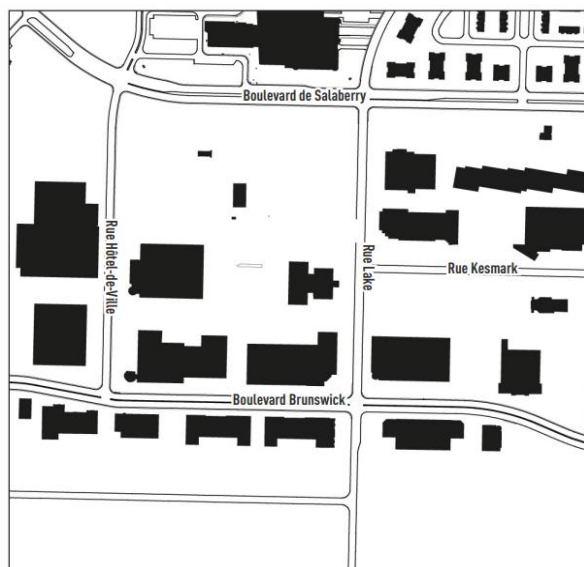 Boulevard de Salaberry
Rue Hôtel-de-Ville
Rue Lake
Rue Kesmark
Boulevard Brunswick